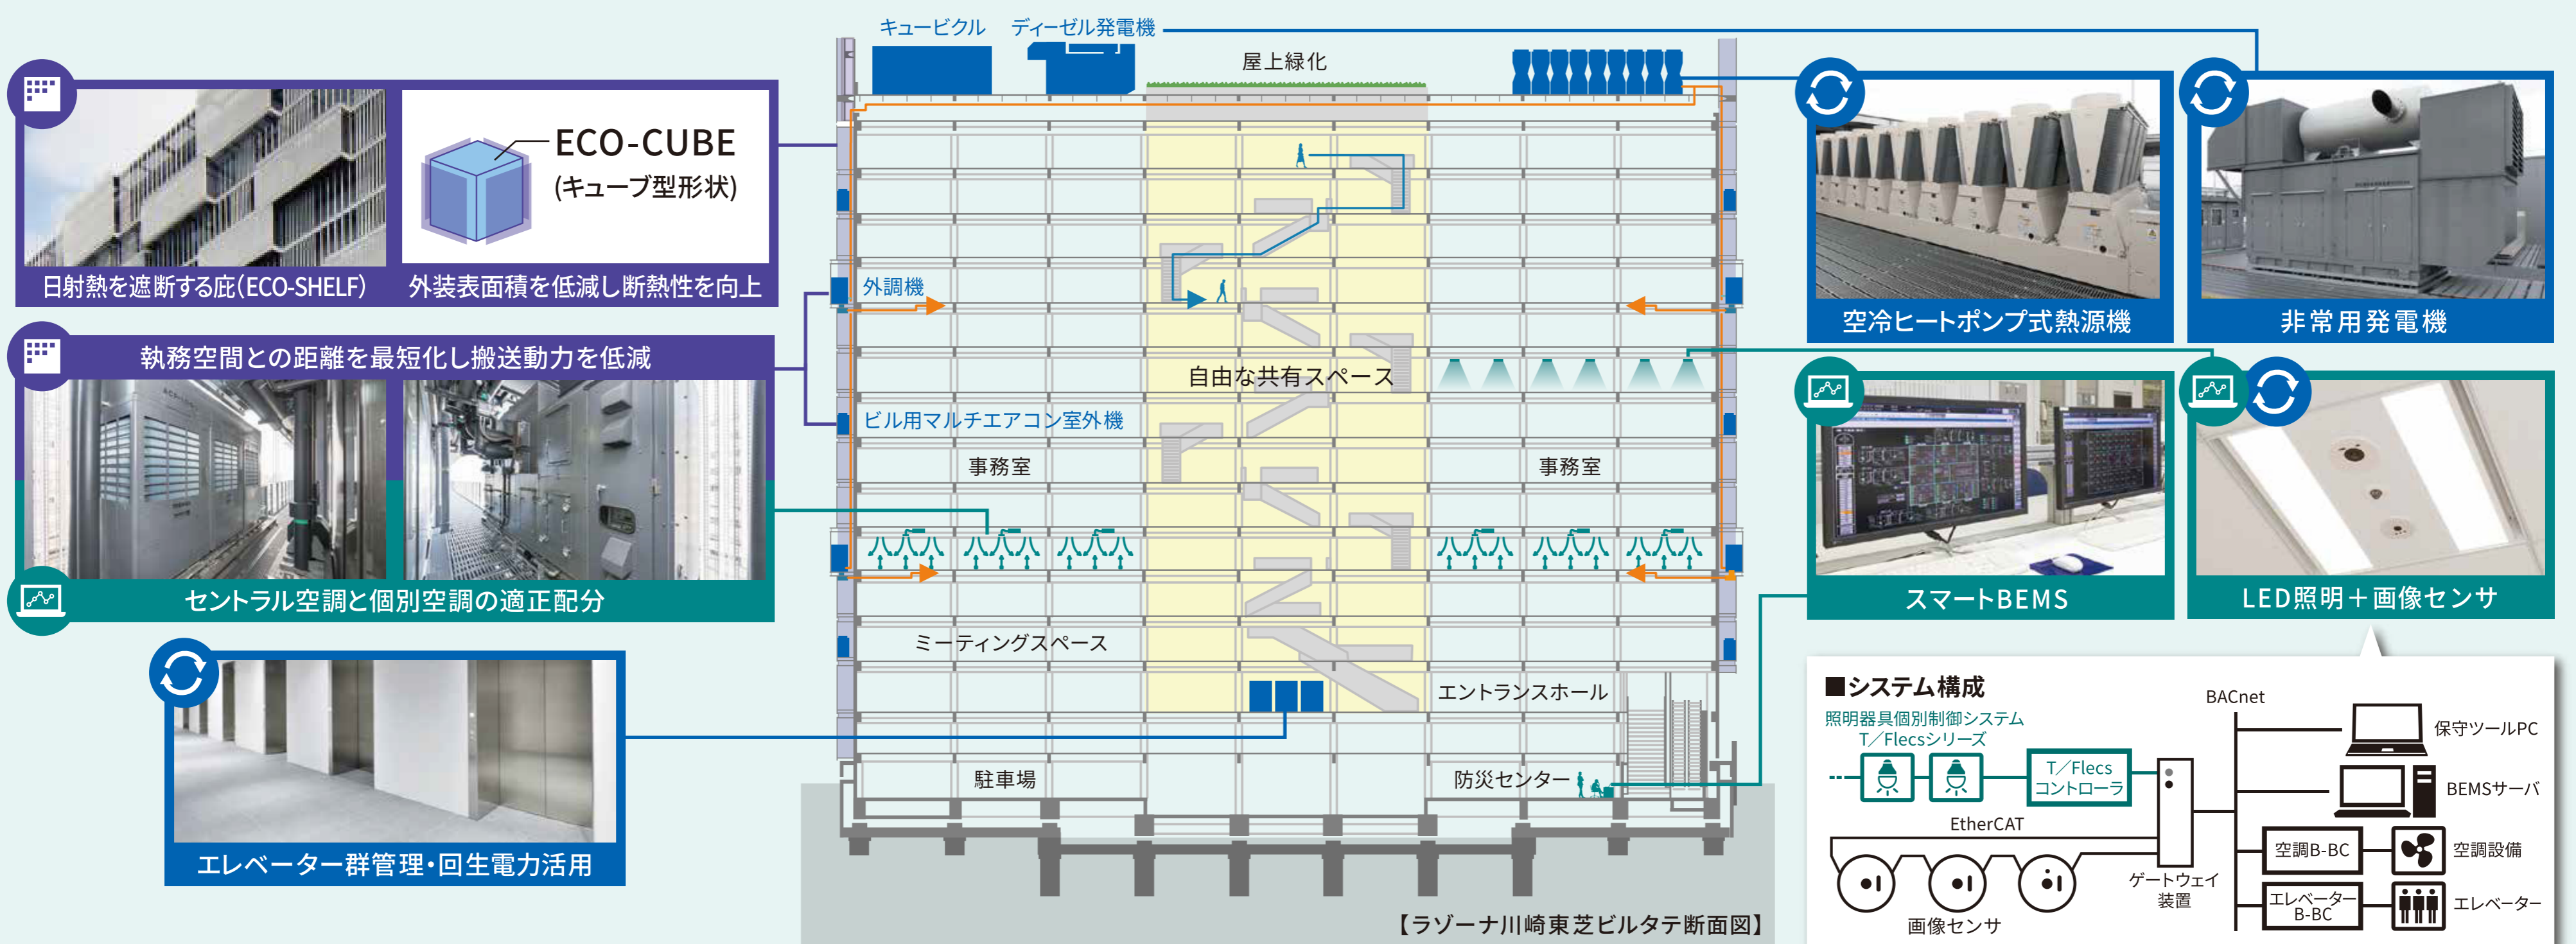 キュービクル
ディーゼル発電機
屋上緑化
ECO-CUBE
(キューブ型形状)
日射熱を遮断する庇(ECO-SHELF)
外装表面積を低減し断熱性を向上
執務空間との距離を最短化し搬送動力を低減
セントラル空調と個別空調の適正配分
エレベーター群管理・回生電力活用
外調機
自由な共有スペース
ビル用マルチエアコン室外機
事務室
事務室
ミーティングスペース
エントランスホール
駐車場
防災センター
【ラゾーナ川崎東芝ビルタテ断面図】
空冷ヒートポンプ式熱源機
非常用発電機
スマートBEMS
LED照明＋画像センサ
■システム構成
照明器具個別制御システム
T／Flecsシリーズ
T／Flecs
コントローラ
EtherCAT
画像センサ
ゲートウェイ
装置
BACnet
保守ツールPC
BEMSサーバ
空調B-BC
空調設備
エレベーター
B-BC
エレベーター